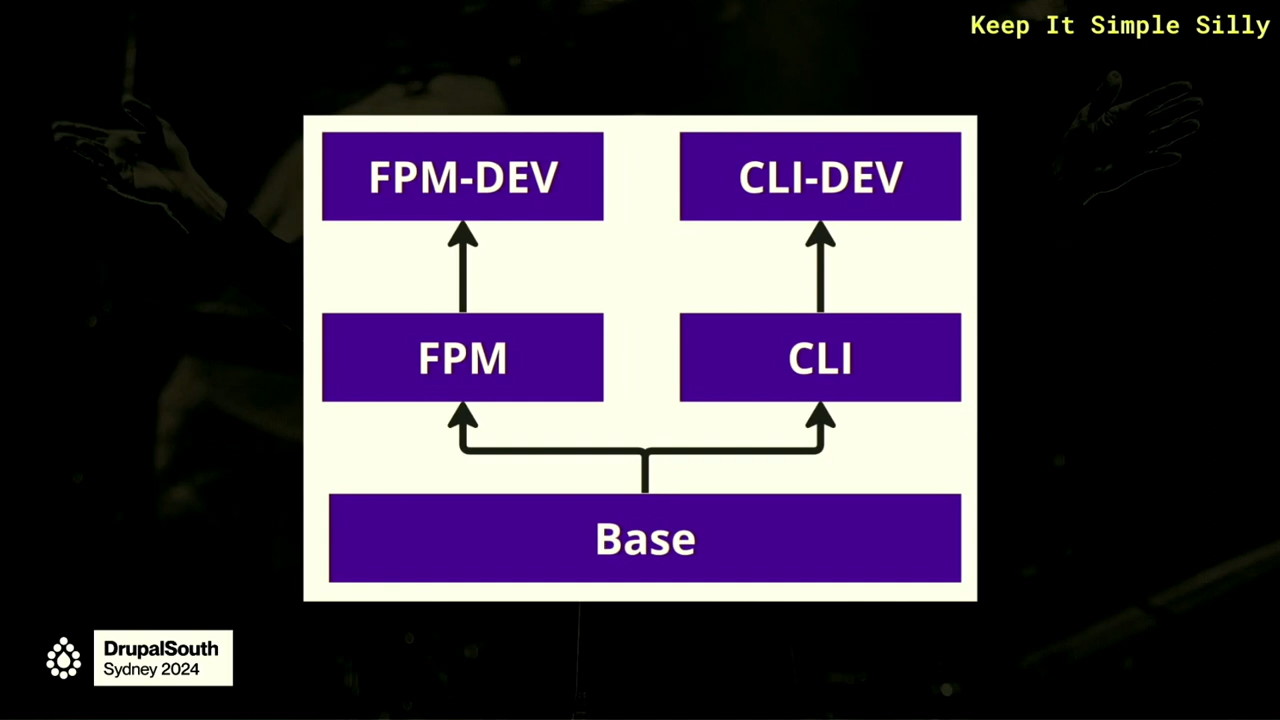 Keep It Simple Silly
FPM-DEV
CLI-DEV
FPM
CLI
Base
DrupalSouth
Sydney 2024